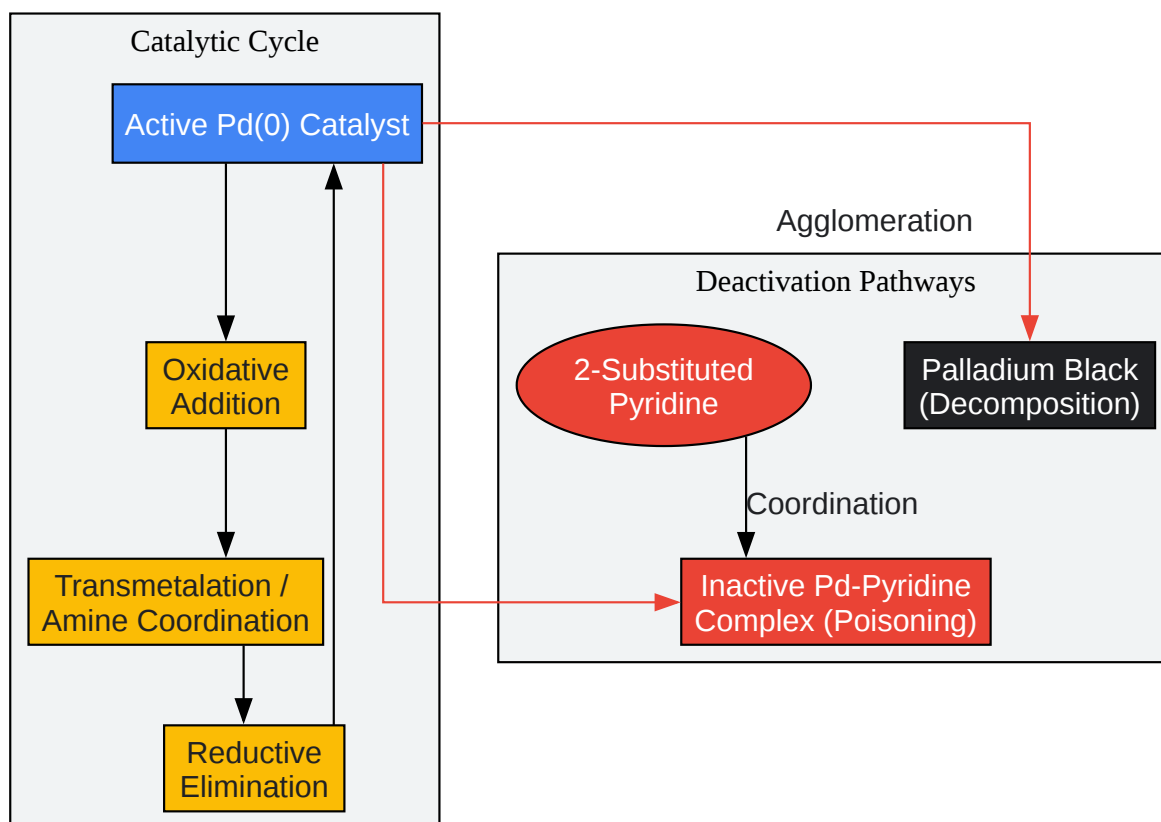 Catalytic Cycle
Active Pd(0) Catalyst
Oxidative
Addition
Transmetalation /
Amine Coordination
Reductive
Elimination
Agglomeration
Deactivation Pathways
2-Substituted
Pyridine
Palladium Black
(Decomposition)
Coordination
Inactive Pd-Pyridine
Complex (Poisoning)